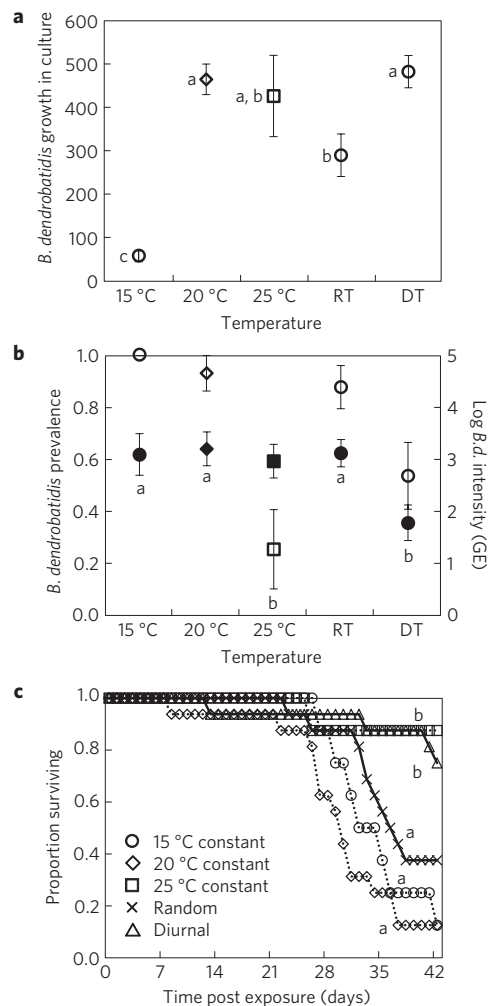 a
B. dendrobatidis growth in culture
600
500
400
300
200
100
0
c
a
a, b
b
a
15 °C
20 °C
25 °C
RT
DT
Temperature
b
B. dendrobatidis prevalence
1.0
0.8
0.6
0.4
0.2
0.0
a
a
b
a
b
5
4
3
2
1
0
Log B.d. intensity (GE)
15 °C
20 °C
25 °C
RT
DT
Temperature
c
Proportion surviving
1.0
0.8
0.6
0.4
0.2
0.0
b
b
a
a
a
15 °C constant
20 °C constant
25 °C constant
Random
Diurnal
0
7
14
21
28
35
42
Time post exposure (days)